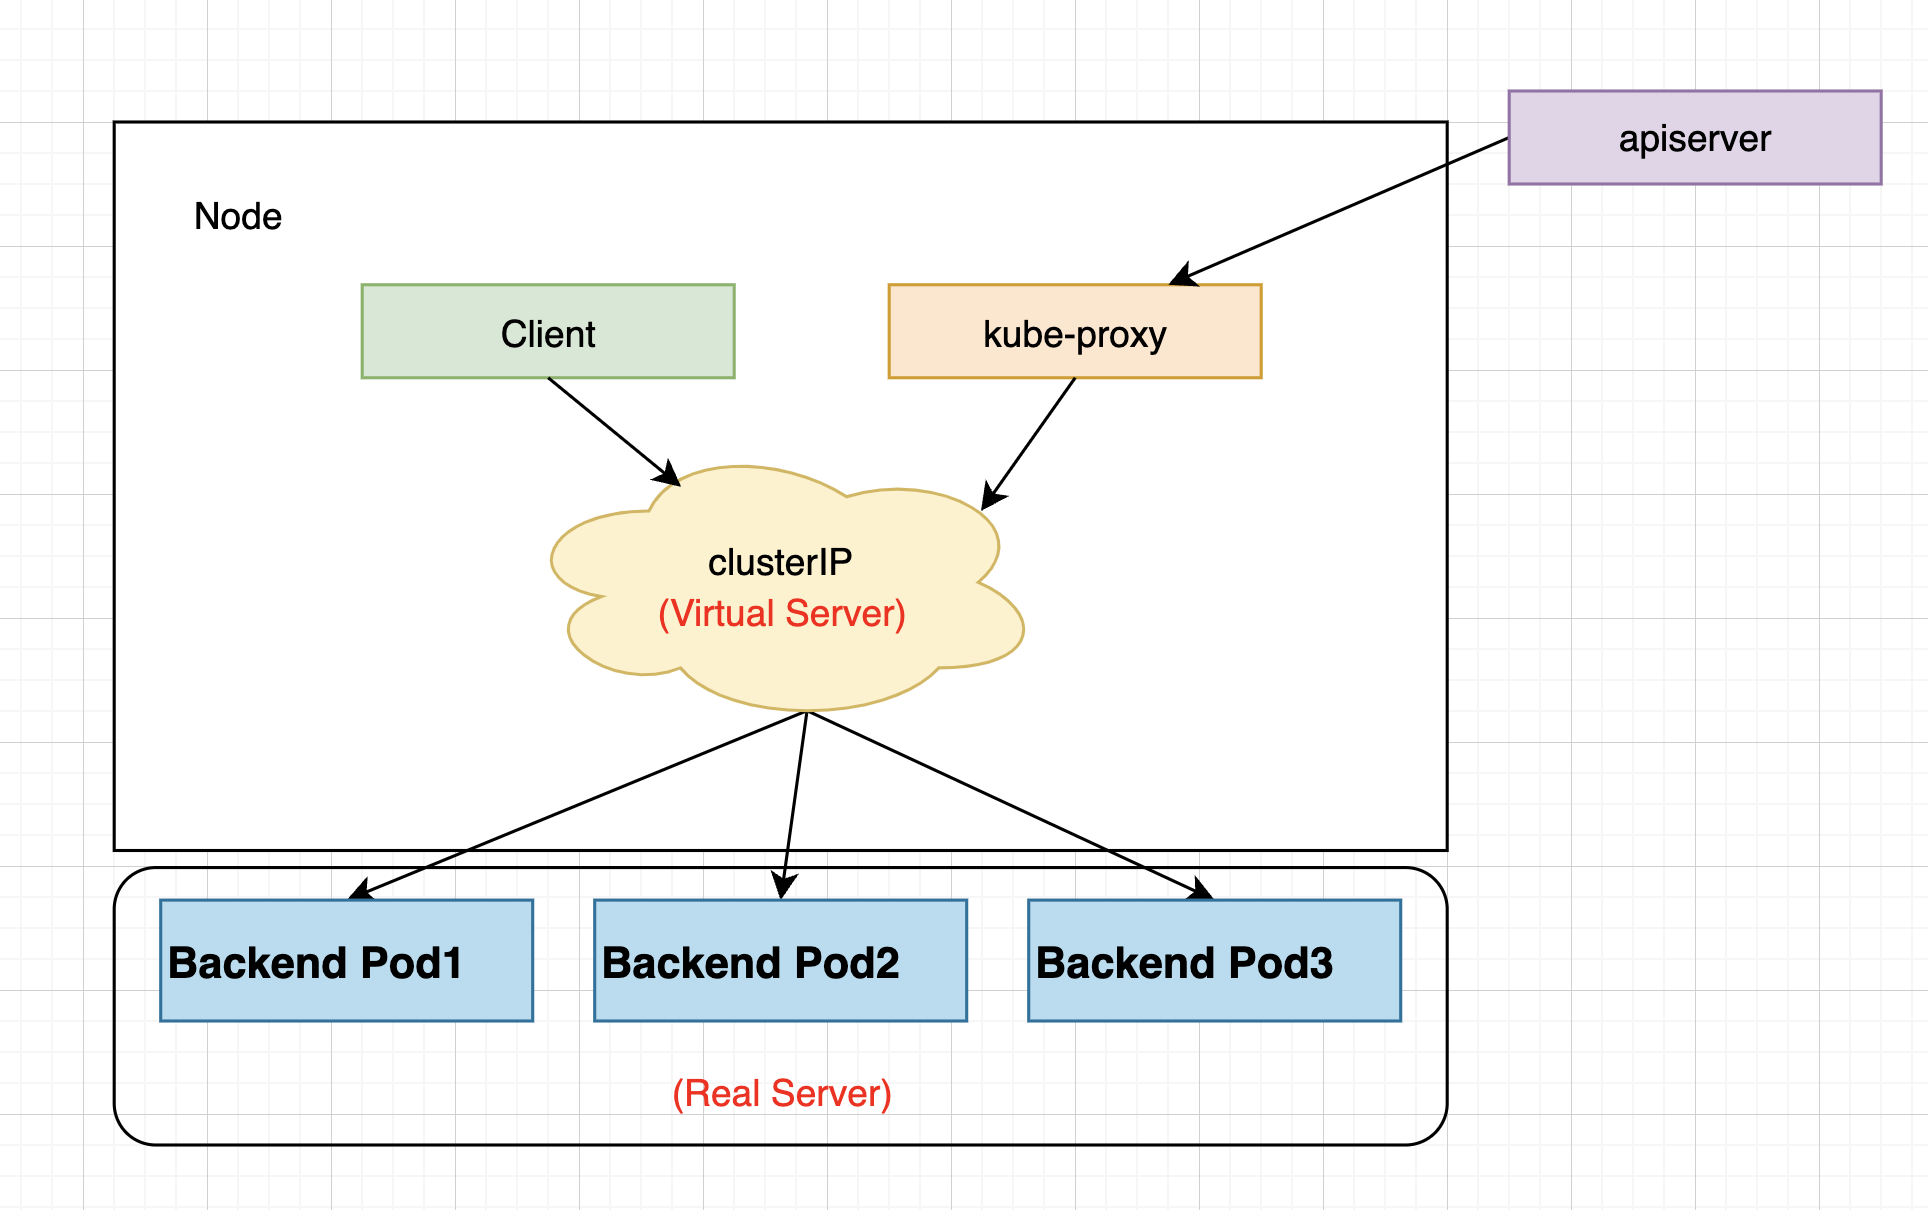 apiserver
Node
Client
kube-proxy
clusterIP
(Virtual Server)
Backend Pod1
Backend Pod2
Backend Pod3
(Real Server)